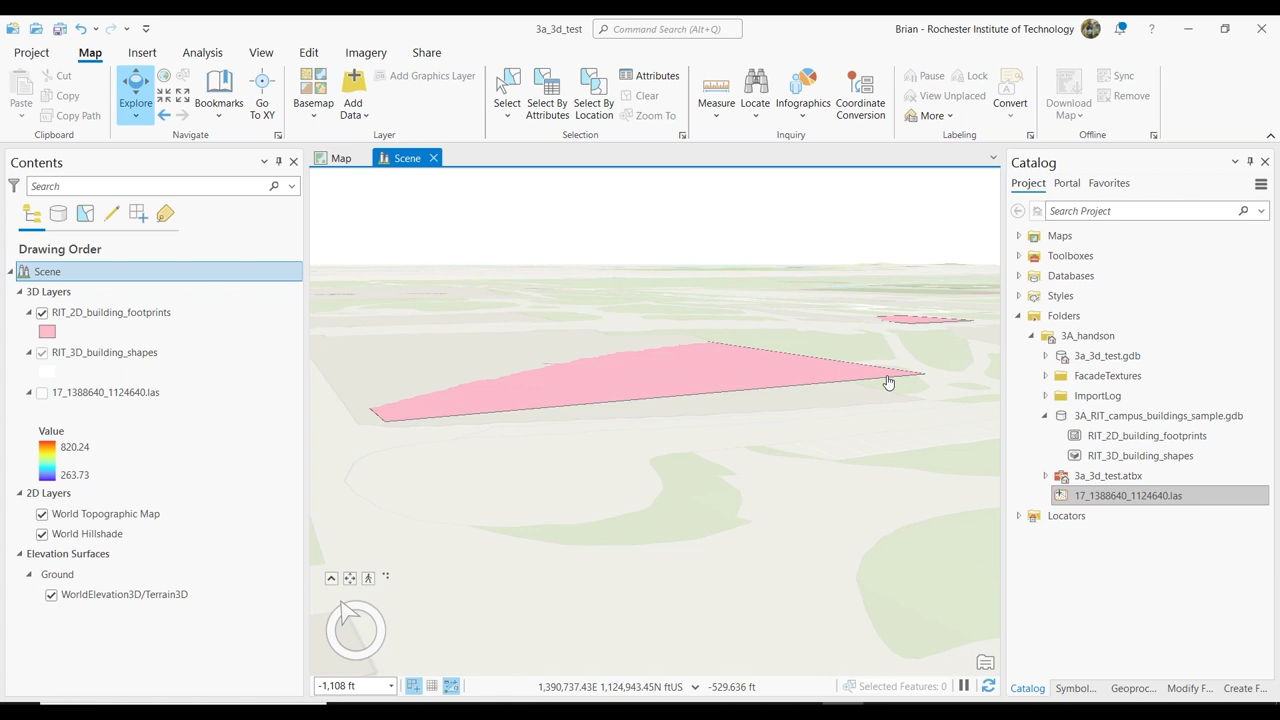 3a_3d_test
Command Search (Alt+Q)
Brian - Rochester Institute of Technology
?
Project Map Insert Analysis View Edit Imagery Share
Paste
Cut
Copy
Copy Path
Clipboard
Explore
Bookmarks
Go
To XY
Navigate
Basemap
Add
Data
Add Graphics Layer
Layer
Select
Select By
Attributes
Select By
Location
Attributes
Clear
Zoom To
Selection
Measure
Locate
Infographics
Coordinate
Conversion
Inquiry
Pause
Lock
View Unplaced
More
Convert
Labeling
Download
Map
Sync
Remove
Offline
Contents
Search
Drawing Order
Scene
3D Layers
RIT_2D_building_footprints
RIT_3D_building_shapes
17_1388640_1124640.las
Value
820.24
263.73
2D Layers
World Topographic Map
World Hillshade
Elevation Surfaces
Ground
WorldElevation3D/Terrain3D
Map
Scene
-1,108 ft
1,390,737.43E 1,124,943.45N ftUS
-529.636 ft
Selected Features: 0
Catalog
Project Portal Favorites
Search Project
Maps
Toolboxes
Databases
Styles
Folders
3A_handson
3a_3d_test.gdb
FacadeTextures
ImportLog
3A_RIT_campus_buildings_sample.gdb
RIT_2D_building_footprints
RIT_3D_building_shapes
3a_3d_test.atbx
17_1388640_1124640.las
Locators
Catalog Symbol... Geoproc... Modify F... Create F...